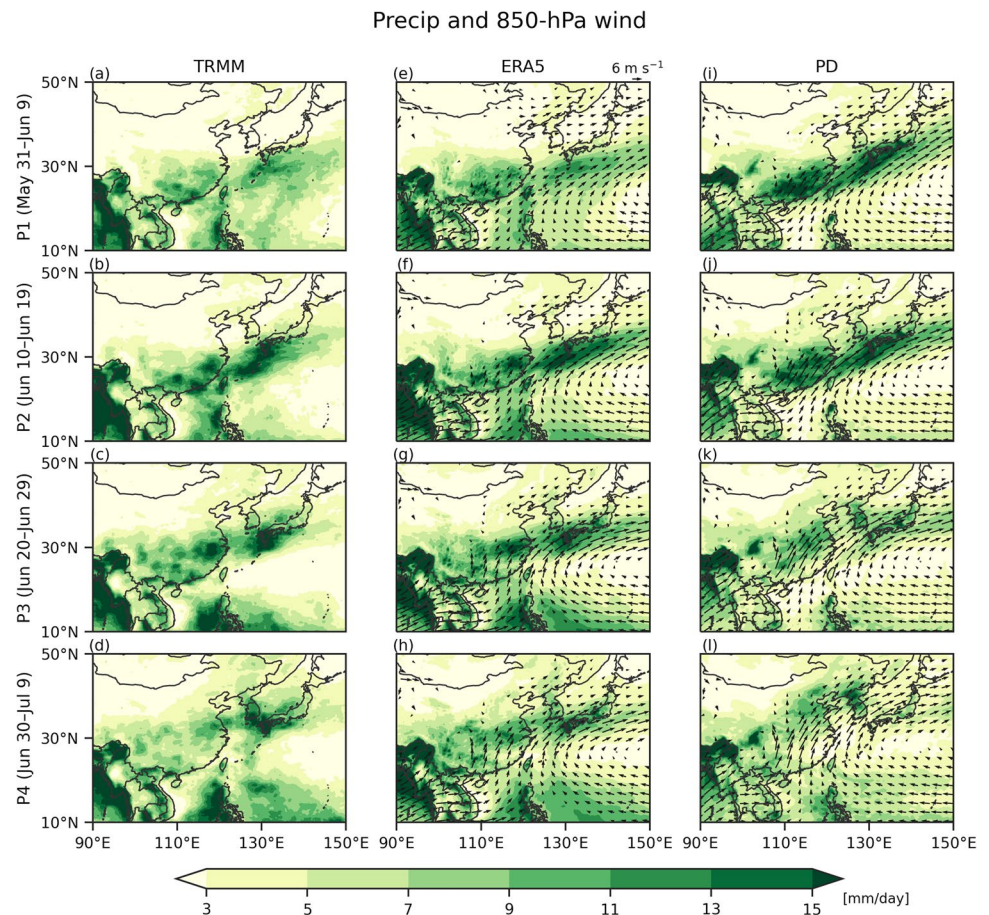 Precip and 850-hPa wind
TRMM
ERA5
6 m s⁻¹
PD
(a)
(e)
(i)
50°N
30°N
10°N
P1 (May 31–Jun 9)
(b)
(f)
(j)
50°N
30°N
10°N
P2 (Jun 10–Jun 19)
(c)
(g)
(k)
50°N
30°N
10°N
P3 (Jun 20–Jun 29)
(d)
(h)
(l)
50°N
30°N
10°N
P4 (Jun 30–Jul 9)
90°E 110°E 130°E 150°E
90°E 110°E 130°E 150°E
90°E 110°E 130°E 150°E
3 5 7 9 11 13 15
[mm/day]